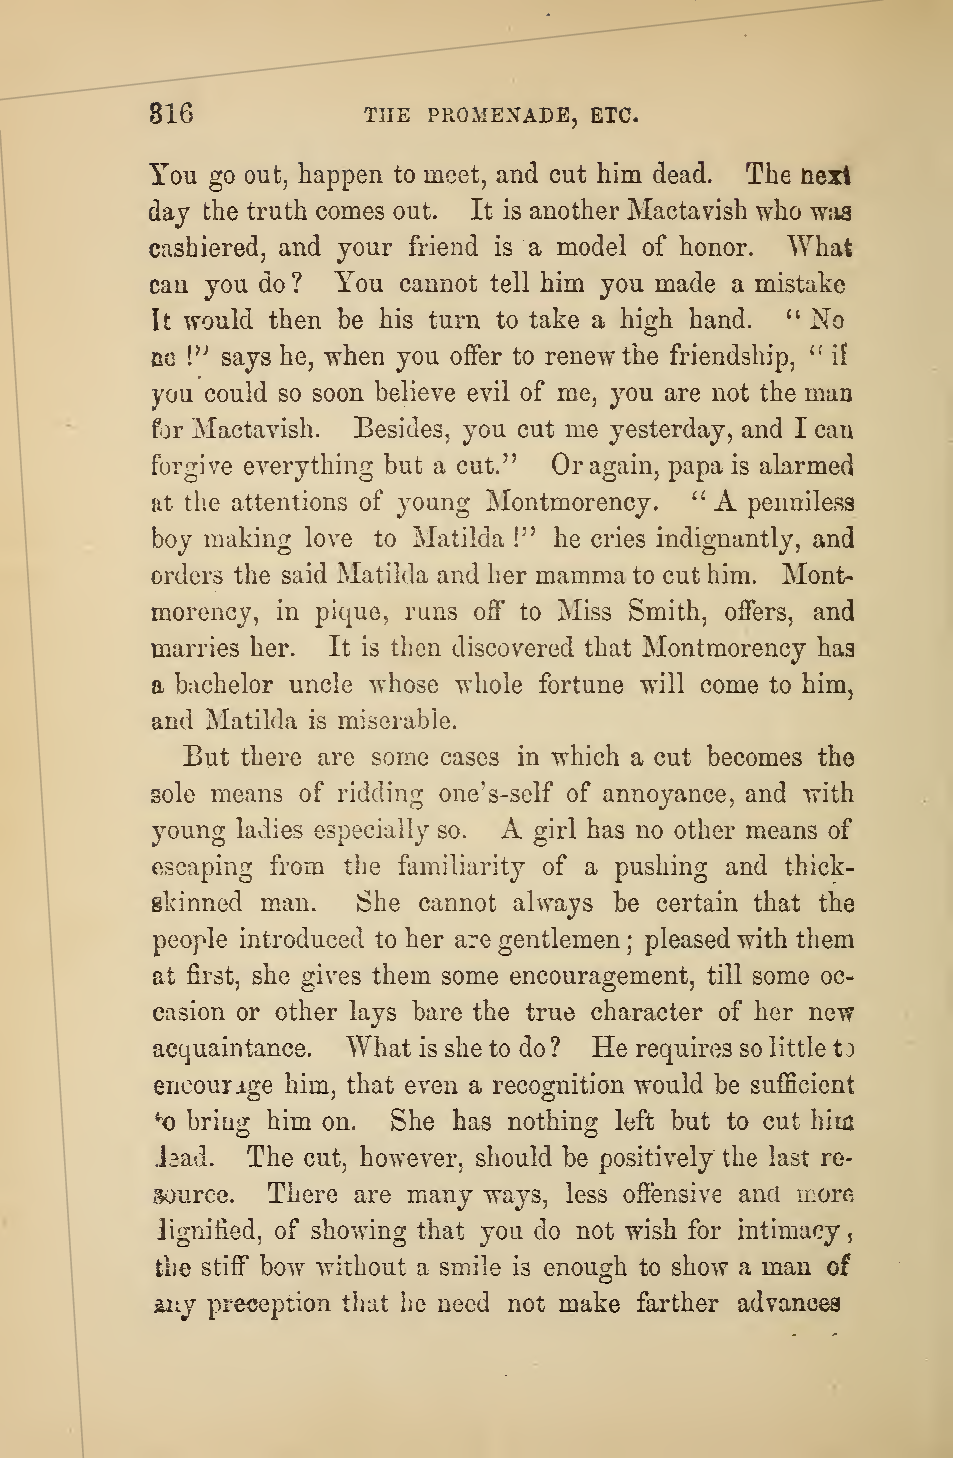 316 THE PROMENADE, ETC.
You go out, happen to meet, and cut him dead. The next
day the truth comes out. It is another Mactavish who was
cashiered, and your friend is a model of honor. What
can you do? You cannot tell him you made a mistake
It would then be his turn to take a high hand. “No
no!” says he, when you offer to renew the friendship, “if
you could so soon believe evil of me, you are not the man
for Mactavish. Besides, you cut me yesterday, and I can
forgive everything but a cut.” Or again, papa is alarmed
at the attentions of young Montmorency. “A penniless
boy making love to Matilda!” he cries indignantly, and
orders the said Matilda and her mamma to cut him. Mont-
morency, in pique, runs off to Miss Smith, offers, and
marries her. It is then discovered that Montmorency has
a bachelor uncle whose whole fortune will come to him,
and Matilda is miserable.
But there are some cases in which a cut becomes the
sole means of ridding one's-self of annoyance, and with
young ladies especially so. A girl has no other means of
escaping from the familiarity of a pushing and thick-
skinned man. She cannot always be certain that the
people introduced to her are gentlemen; pleased with them
at first, she gives them some encouragement, till some oc-
casion or other lays bare the true character of her new
acquaintance. What is she to do? He requires so little to
encourage him, that even a recognition would be sufficient
to bring him on. She has nothing left but to cut him
dead. The cut, however, should be positively the last re-
source. There are many ways, less offensive and more
dignified, of showing that you do not wish for intimacy,
the stiff bow without a smile is enough to show a man of
any preception that he need not make farther advances